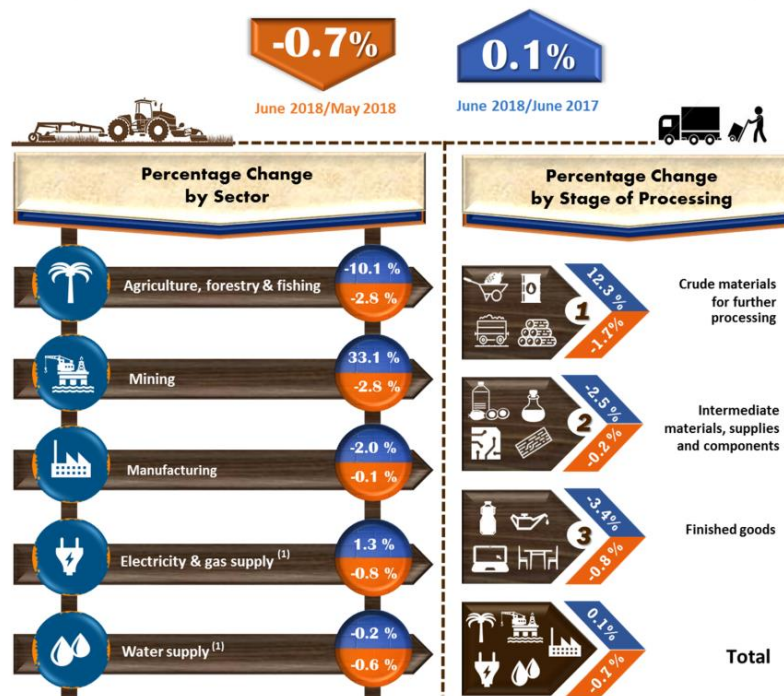 -0.7%
0.1%
June 2018/May 2018
June 2018/June 2017
Percentage Change
by Sector
Agriculture, forestry & fishing
-10.1 %
-2.8 %
Mining
33.1 %
-2.8 %
Manufacturing
-2.0 %
-0.1 %
Electricity & gas supply (1)
1.3 %
-0.8 %
Water supply (1)
-0.2 %
-0.6 %
Percentage Change
by Stage of Processing
1
12.3 %
-1.7%
Crude materials
for further
processing
2
-2.5 %
-0.2 %
Intermediate
materials, supplies
and components
3
-3.4%
-0.8 %
Finished goods
0.1%
-0.7 %
Total